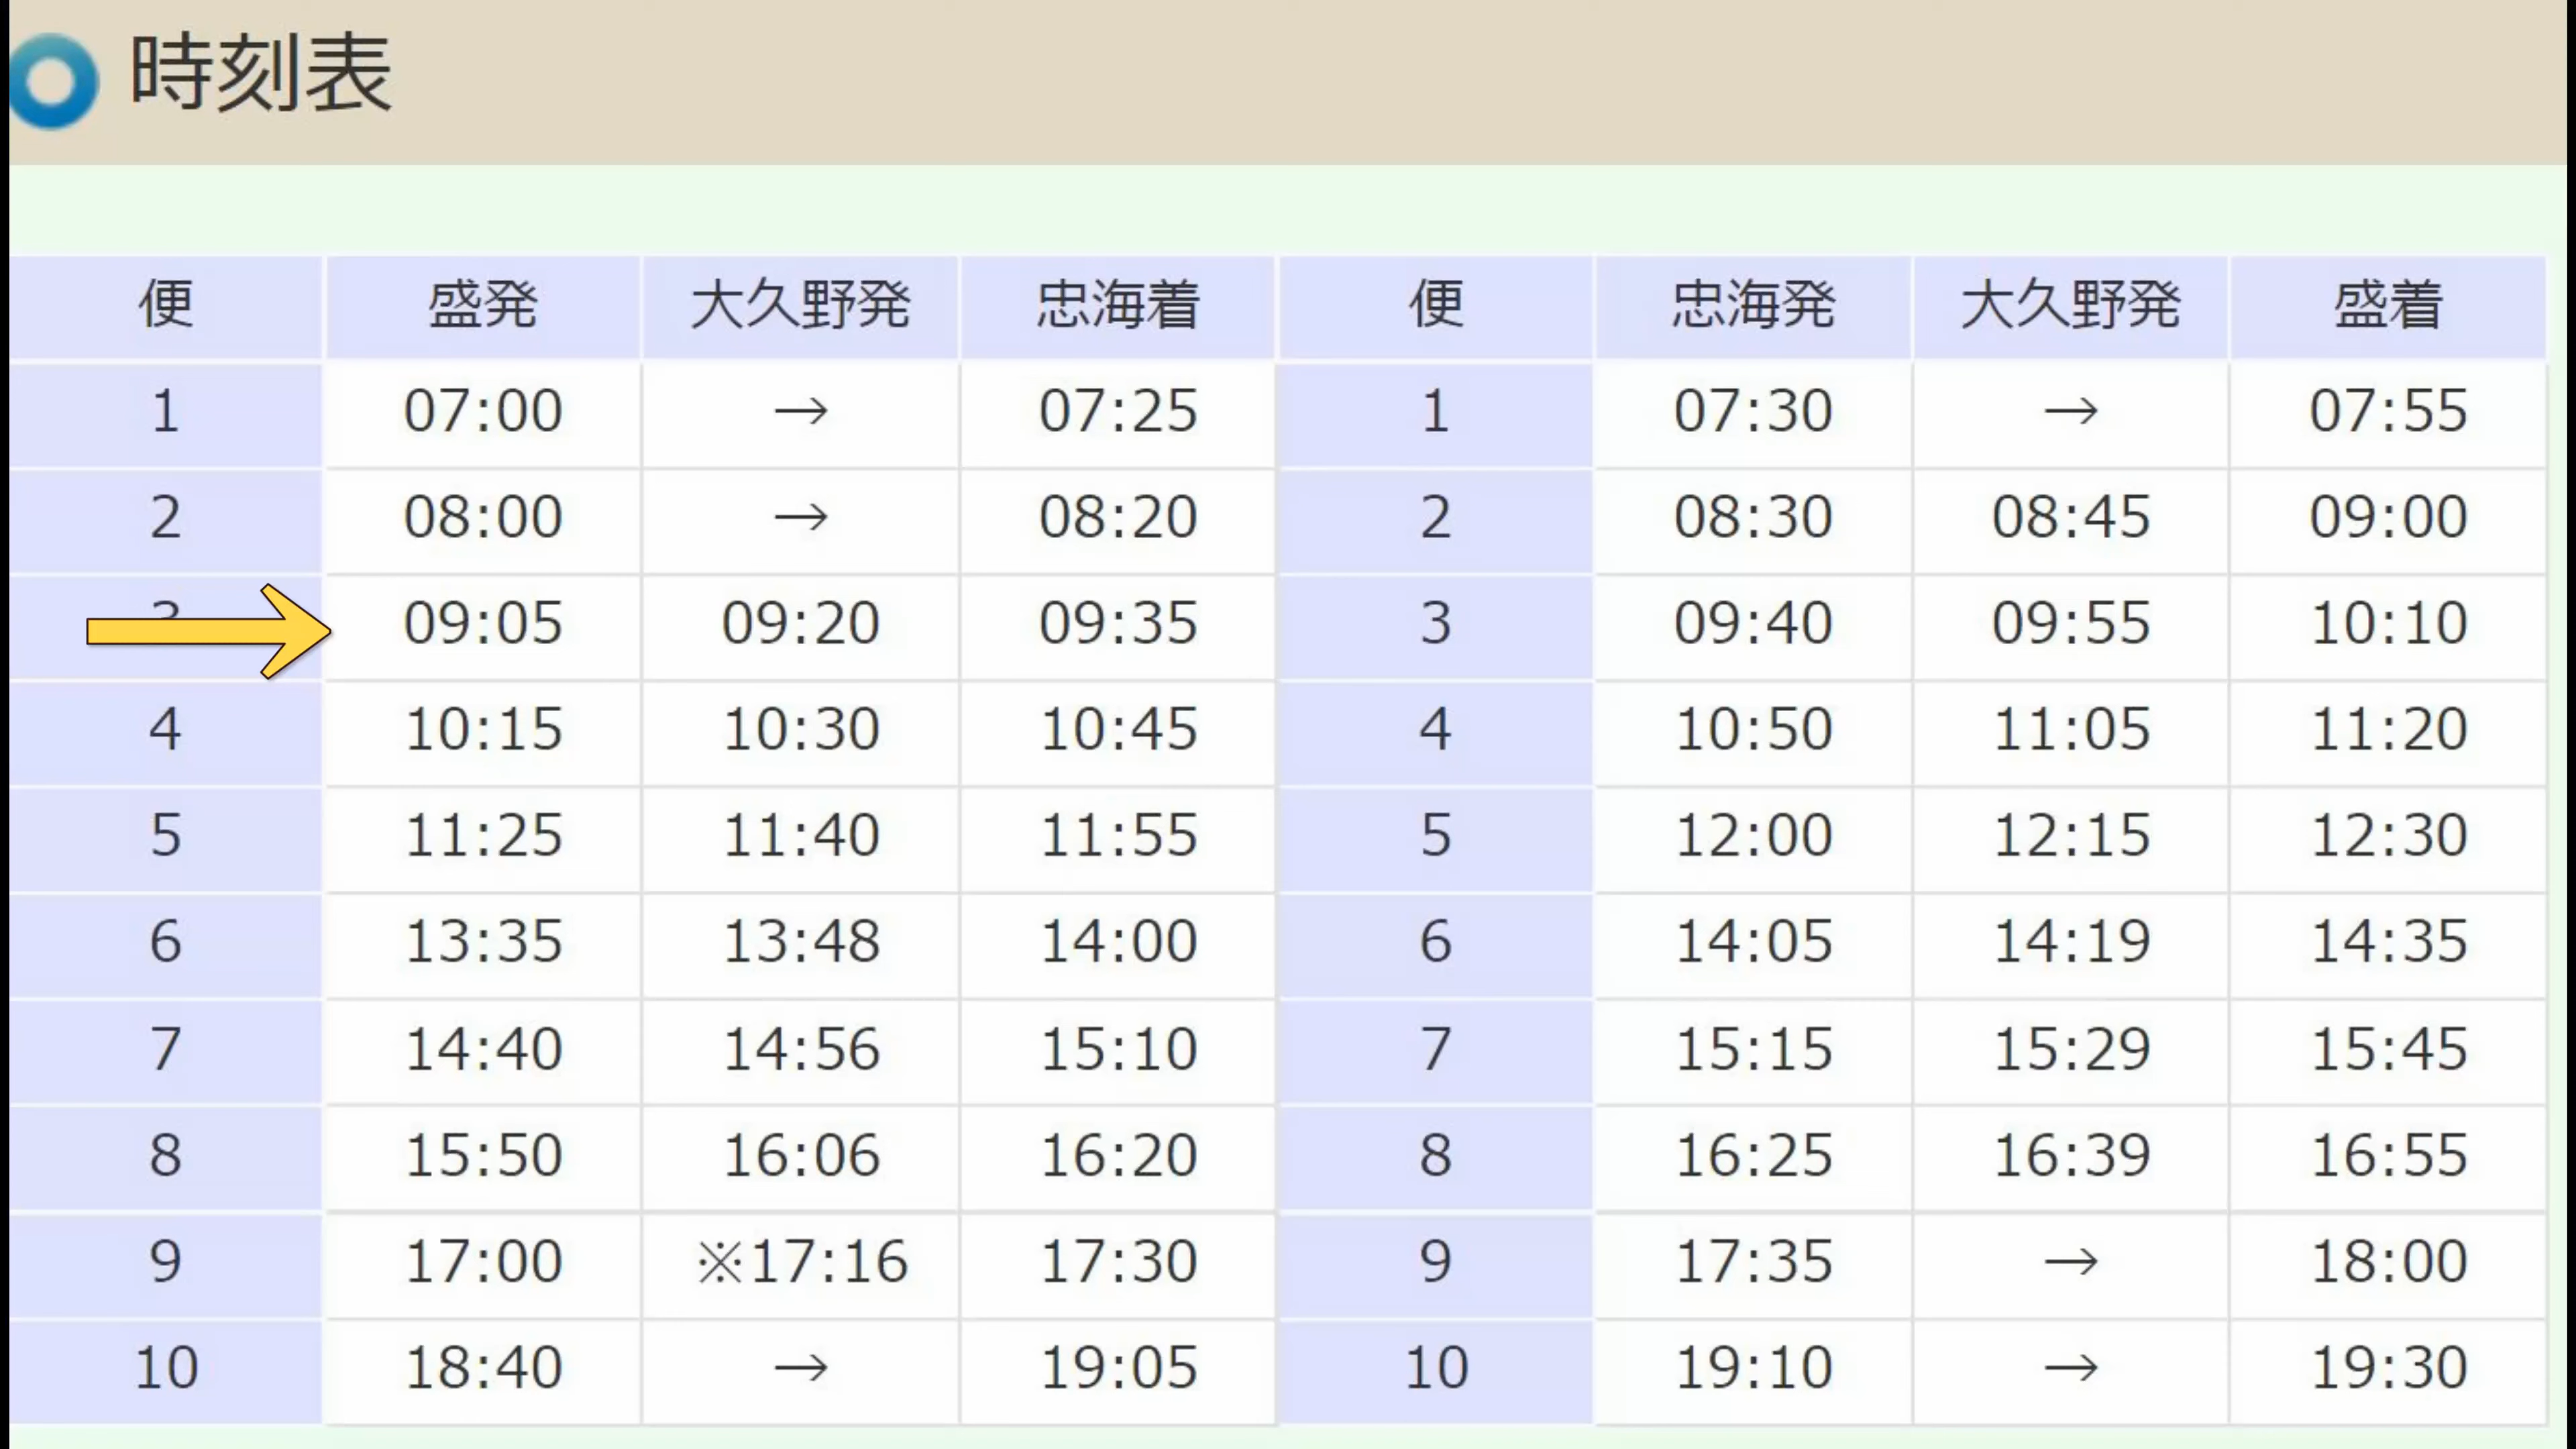 時刻表
便 盛発 大久野発 忠海着 便 忠海発 大久野発 盛着
1 07:00 → 07:25 1 07:30 → 07:55
2 08:00 → 08:20 2 08:30 08:45 09:00
3 09:05 09:20 09:35 3 09:40 09:55 10:10
4 10:15 10:30 10:45 4 10:50 11:05 11:20
5 11:25 11:40 11:55 5 12:00 12:15 12:30
6 13:35 13:48 14:00 6 14:05 14:19 14:35
7 14:40 14:56 15:10 7 15:15 15:29 15:45
8 15:50 16:06 16:20 8 16:25 16:39 16:55
9 17:00 ※17:16 17:30 9 17:35 → 18:00
10 18:40 → 19:05 10 19:10 → 19:30